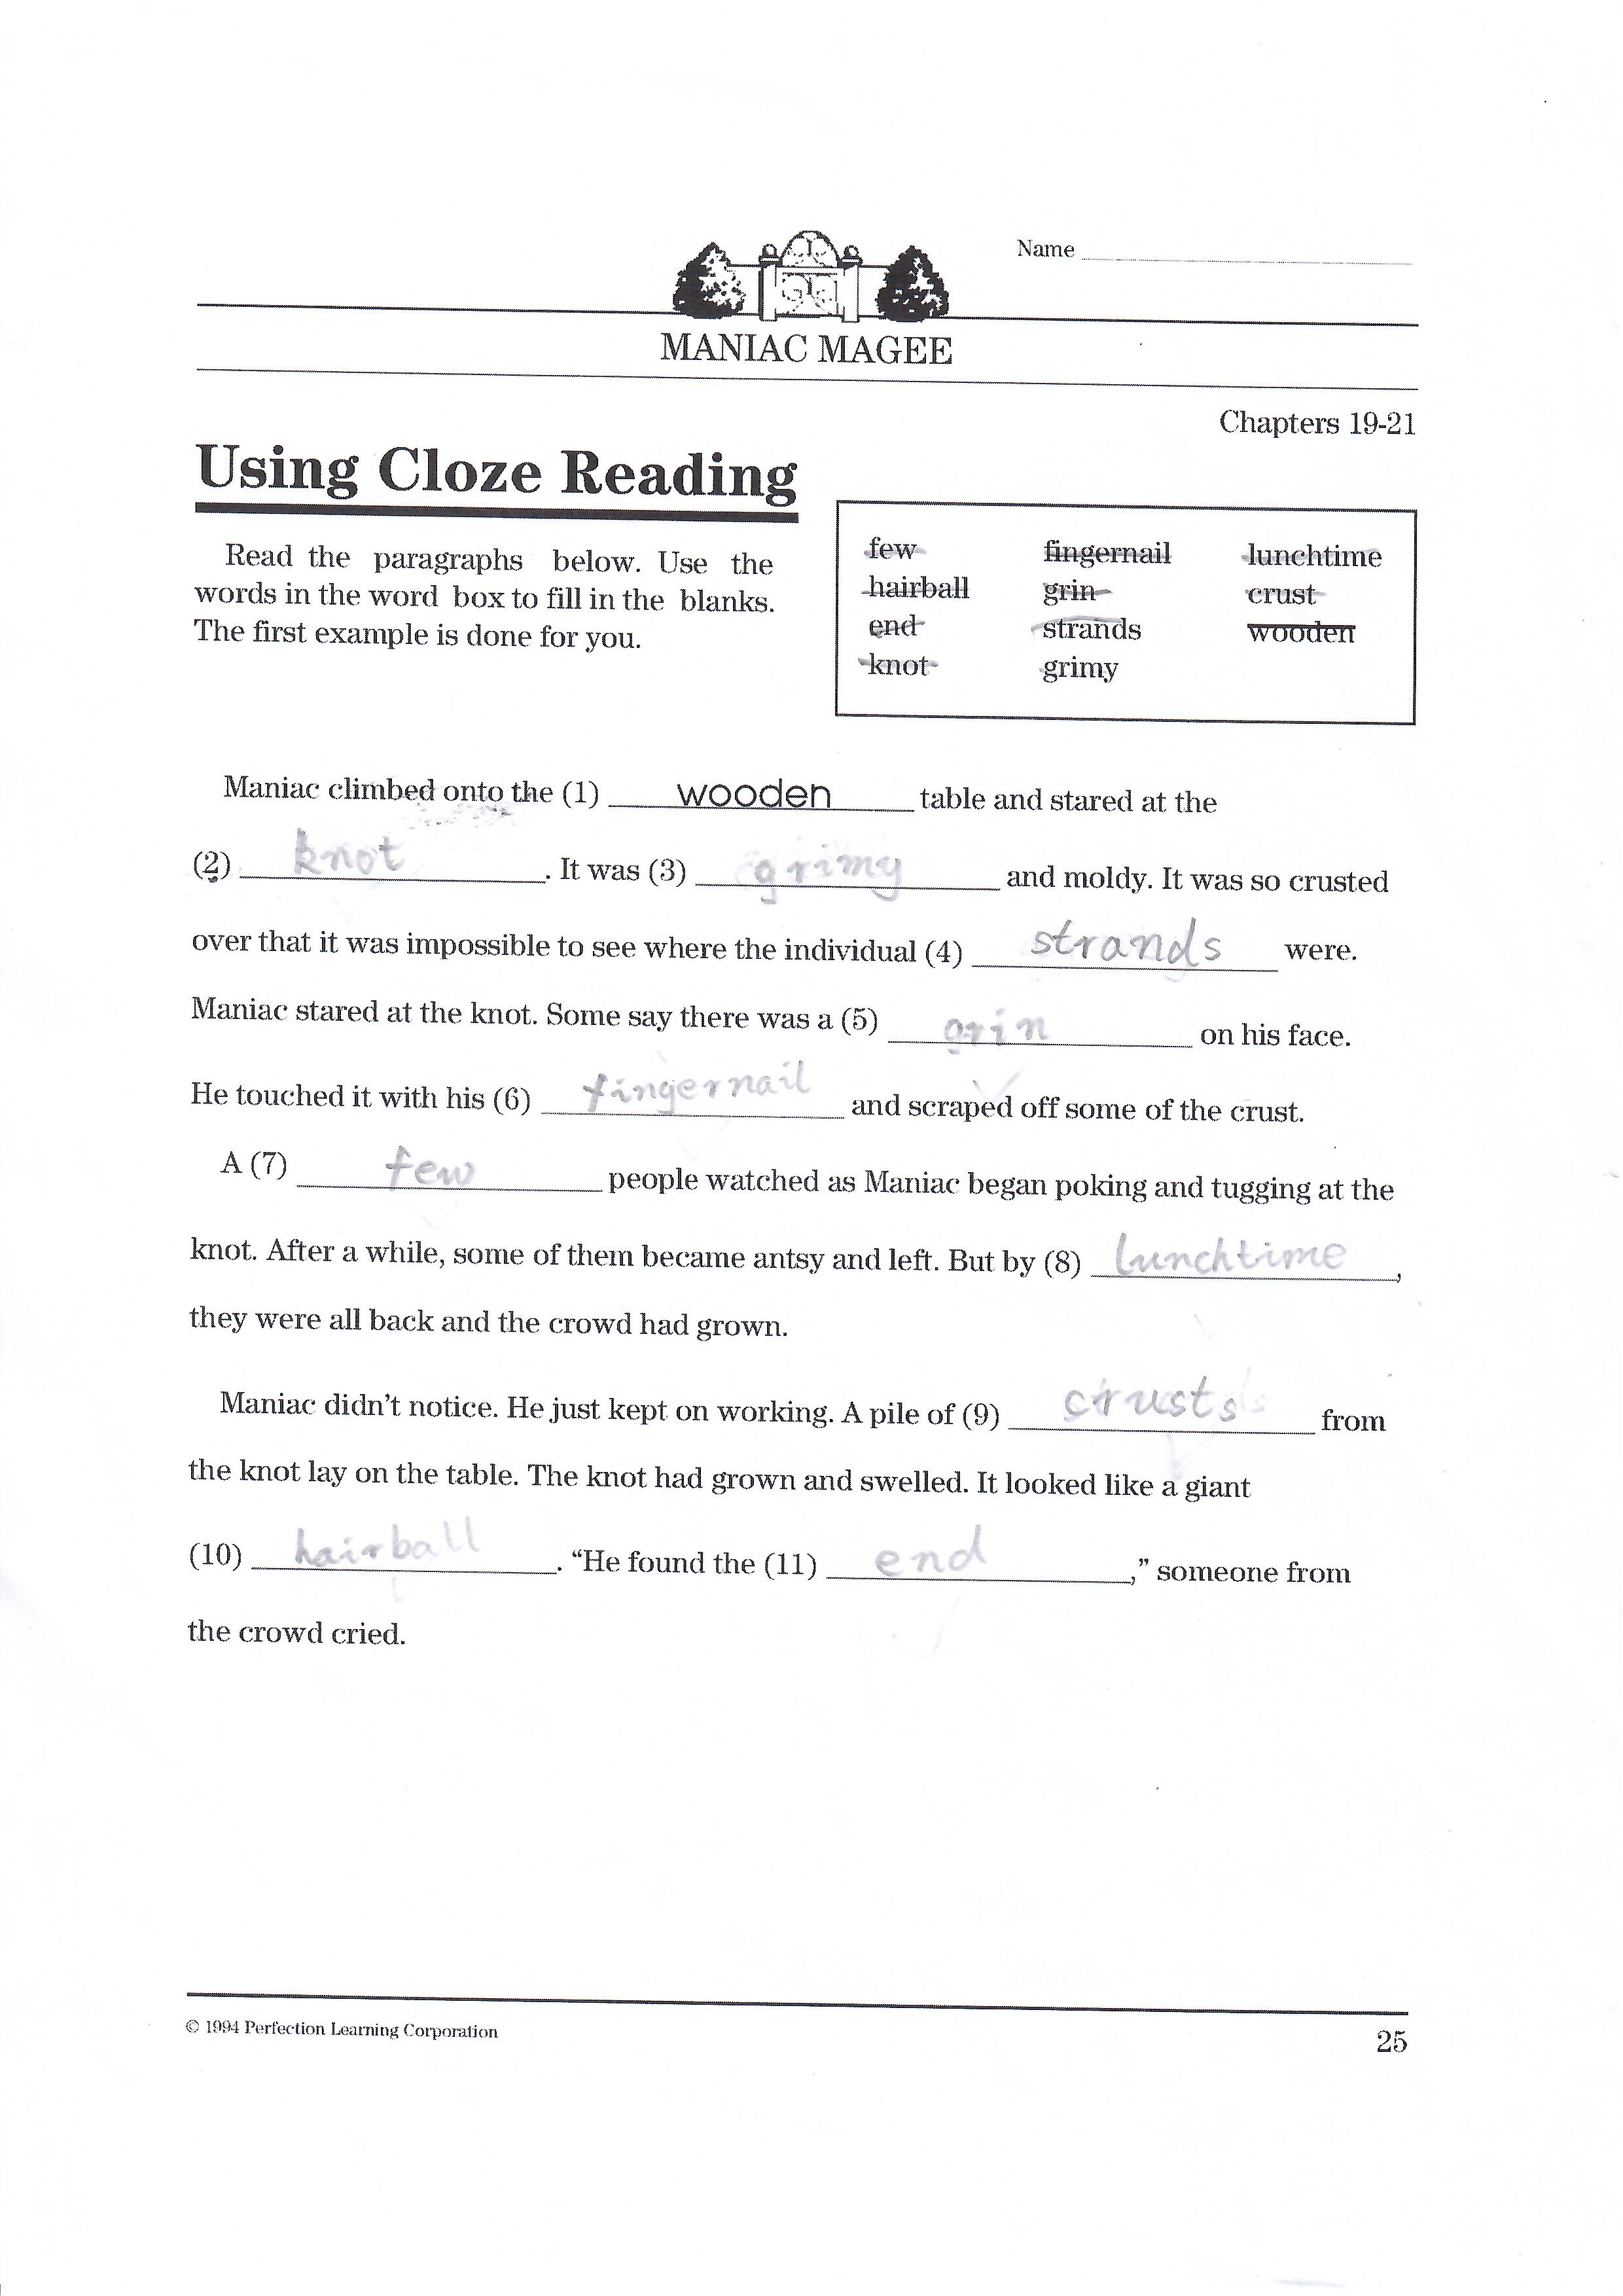 Name
MANIAC MAGEE
Chapters 19-21
Using Cloze Reading
Read the paragraphs below. Use the
words in the word box to fill in the blanks.
The first example is done for you.
few fingernail lunchtime
hairball grin crust
end strands wooden
knot grimy
Maniac climbed onto the (1) wooden table and stared at the
(2) knot. It was (3) grimy and moldy. It was so crusted
over that it was impossible to see where the individual (4) strands were.
Maniac stared at the knot. Some say there was a (5) grin on his face.
He touched it with his (6) fingernail and scraped off some of the crust.
A (7) few people watched as Maniac began poking and tugging at the
knot. After a while, some of them became antsy and left. But by (8) lunchtime,
they were all back and the crowd had grown.
Maniac didn't notice. He just kept on working. A pile of (9) crusts from
the knot lay on the table. The knot had grown and swelled. It looked like a giant
(10) hairball. "He found the (11) end," someone from
the crowd cried.
© 1994 Perfection Learning Corporation
25